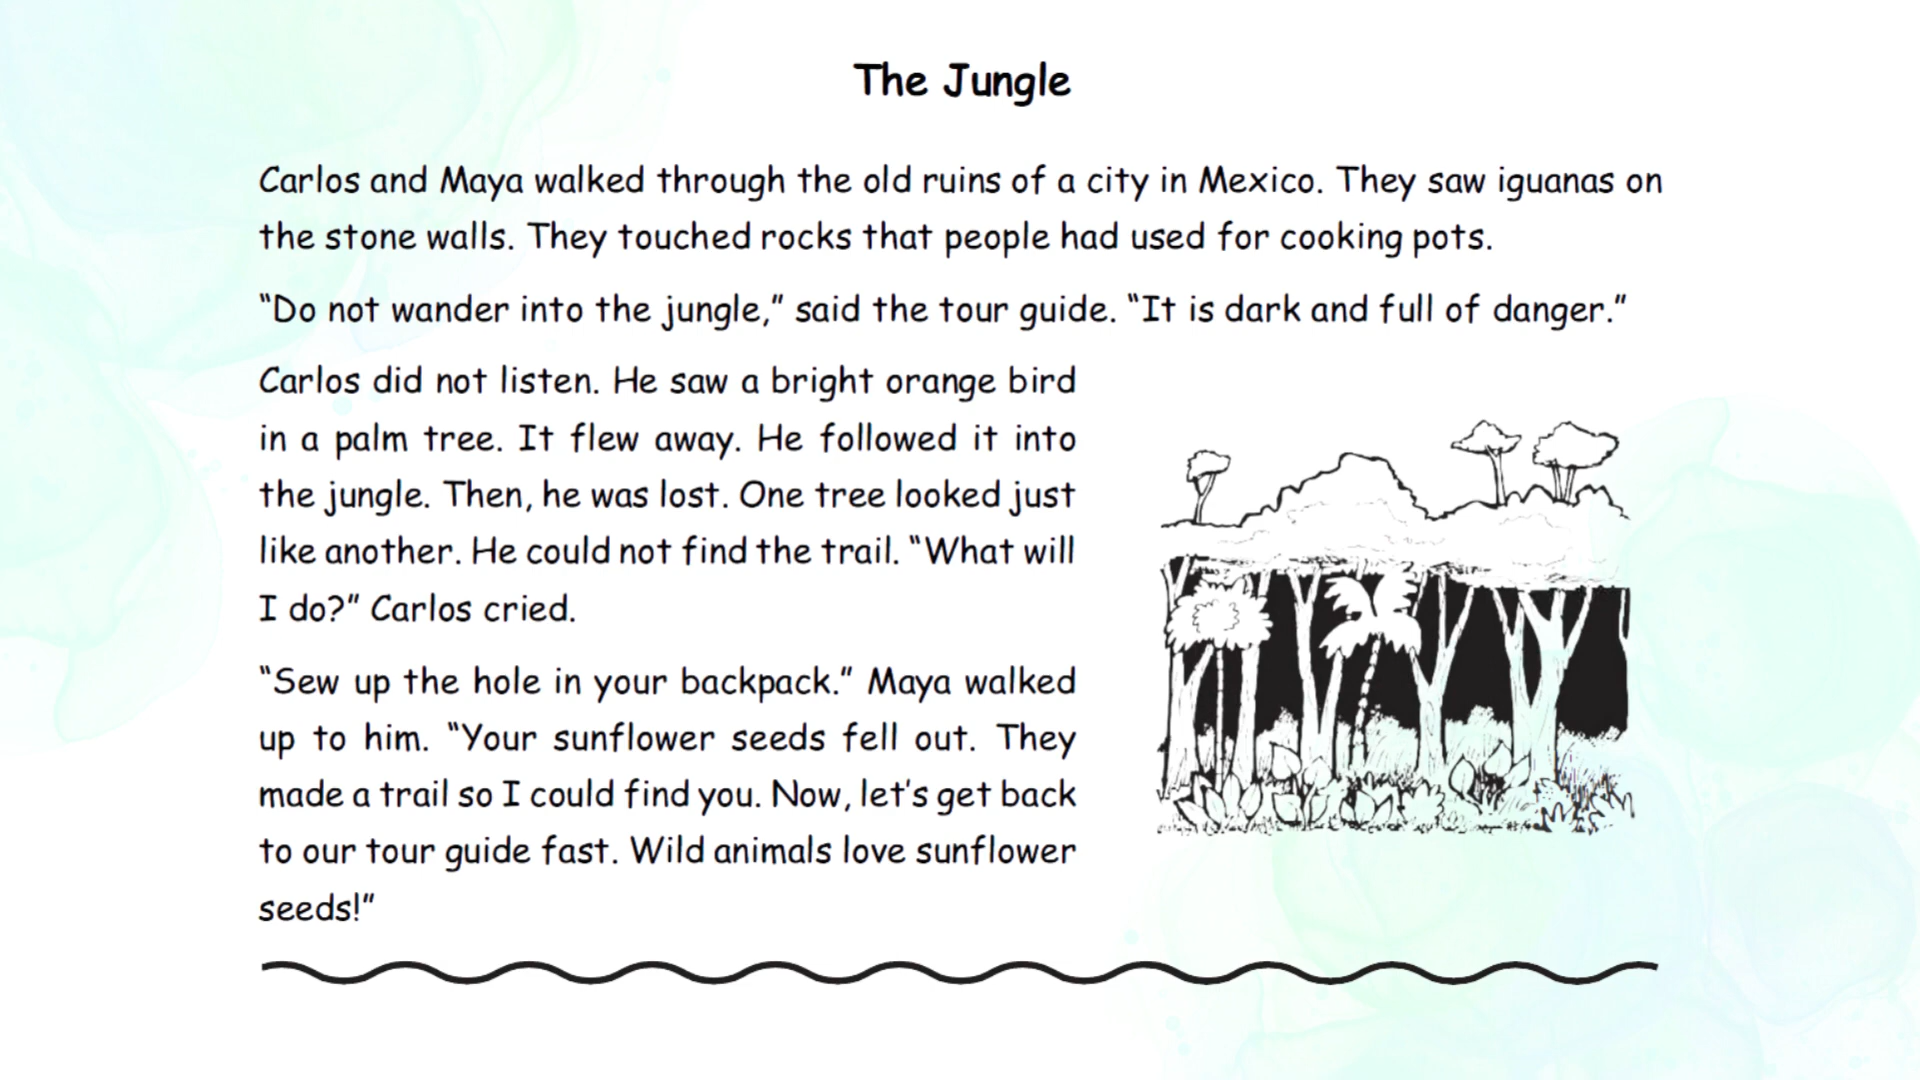 The Jungle
Carlos and Maya walked through the old ruins of a city in Mexico. They saw iguanas on
the stone walls. They touched rocks that people had used for cooking pots.
“Do not wander into the jungle,” said the tour guide. “It is dark and full of danger.”
Carlos did not listen. He saw a bright orange bird
in a palm tree. It flew away. He followed it into
the jungle. Then, he was lost. One tree looked just
like another. He could not find the trail. “What will
I do?” Carlos cried.
“Sew up the hole in your backpack.” Maya walked
up to him. “Your sunflower seeds fell out. They
made a trail so I could find you. Now, let’s get back
to our tour guide fast. Wild animals love sunflower
seeds!”